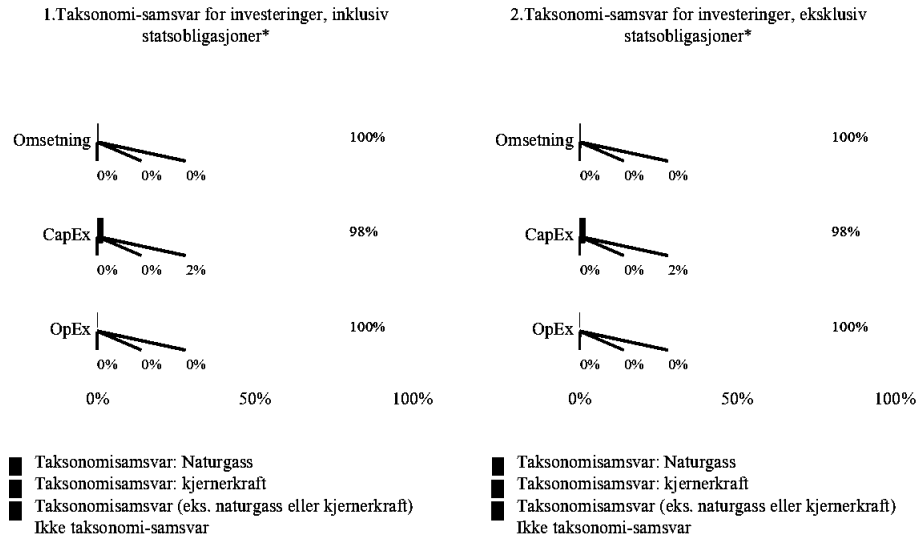 1.Taksonomi-samsvar for investeringer, inklusiv
statsobligasjoner*
Omsetning
100%
0% 0% 0%
CapEx
98%
0% 0% 2%
OpEx
100%
0% 0% 0%
0% 50% 100%
Taksonomisamsvar: Naturgass
Taksonomisamsvar: kjernerkraft
Taksonomisamsvar (eks. naturgass eller kjernerkraft)
Ikke taksonomi-samsvar
2.Taksonomi-samsvar for investeringer, eksklusiv
statsobligasjoner*
Omsetning
100%
0% 0% 0%
CapEx
98%
0% 0% 2%
OpEx
100%
0% 0% 0%
0% 50% 100%
Taksonomisamsvar: Naturgass
Taksonomisamsvar: kjernerkraft
Taksonomisamsvar (eks. naturgass eller kjernerkraft)
Ikke taksonomi-samsvar